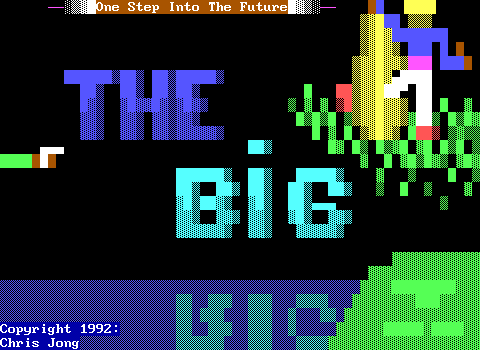 One Step Into The Future
THE
BiG
Copyright 1992:
Chris Jong